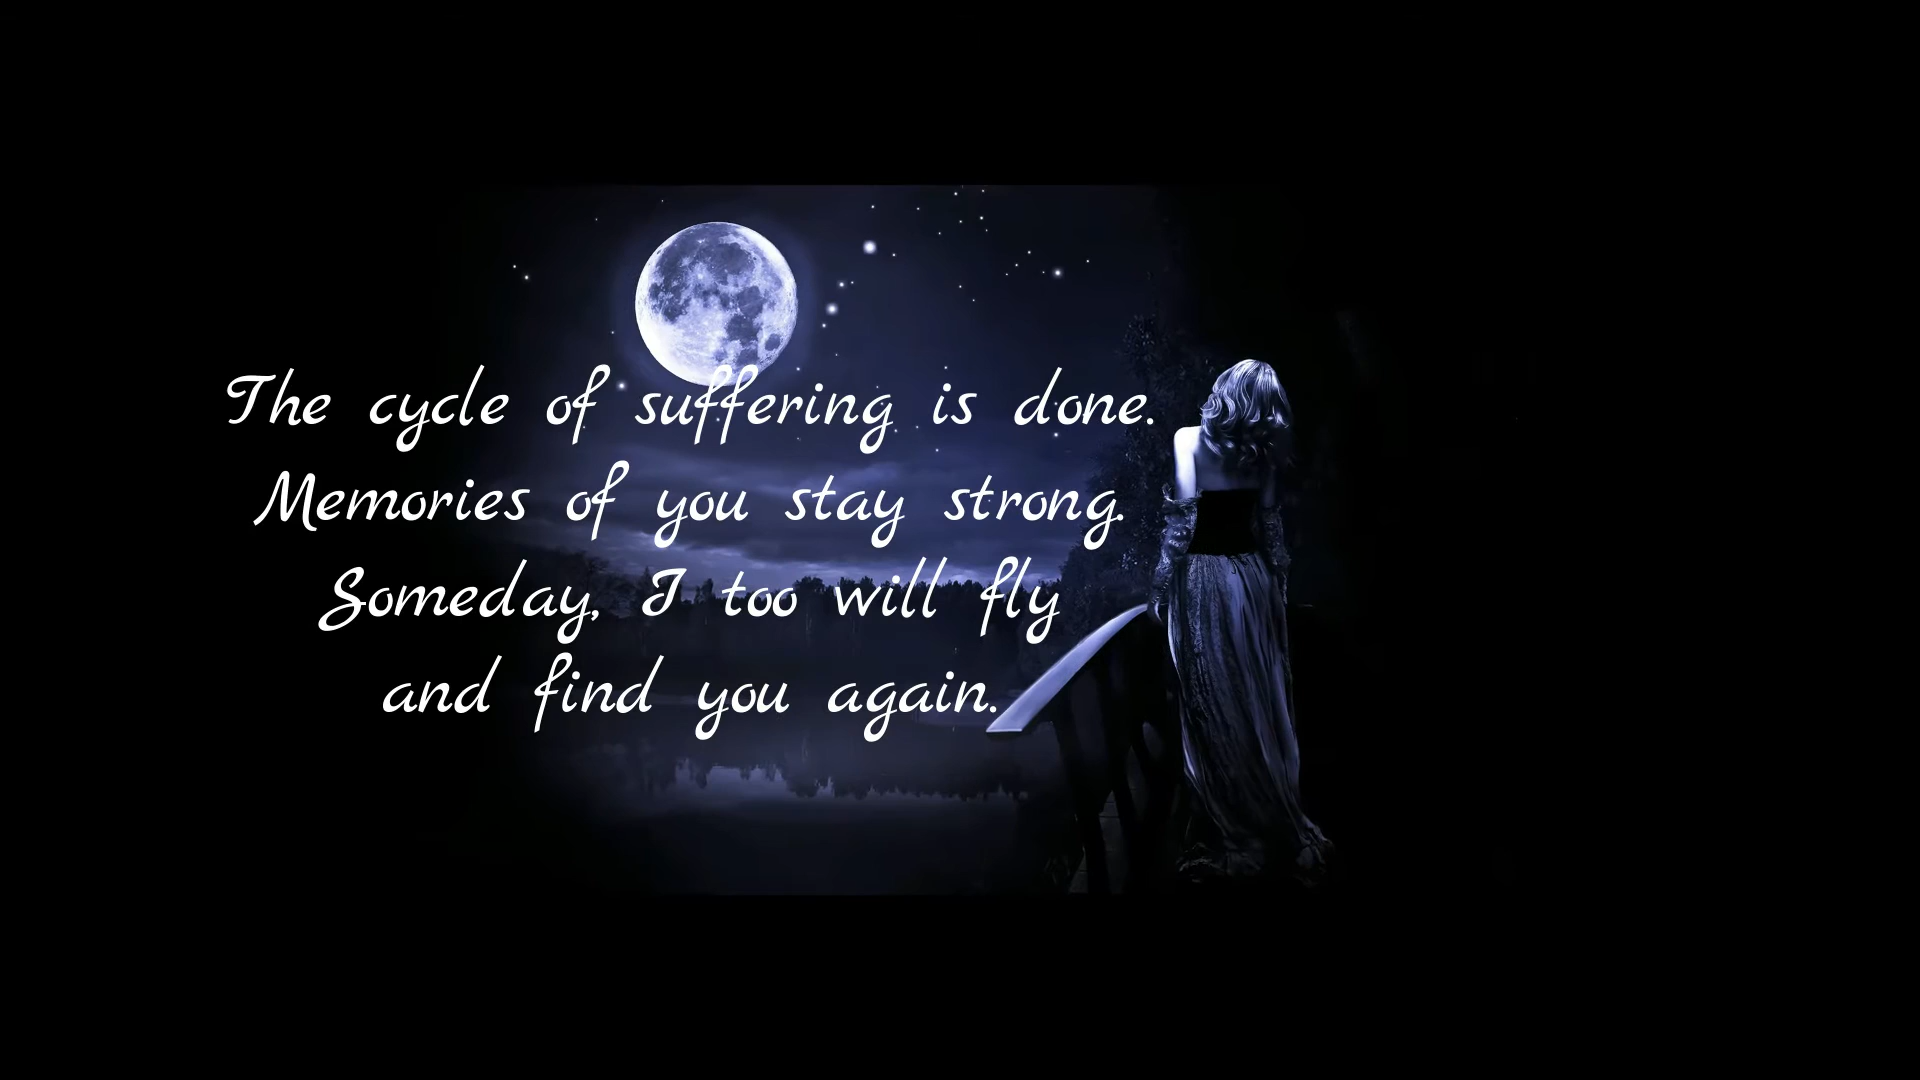 The cycle of suffering is done.
Memories of you stay strong.
Someday, I too will fly
and find you again.